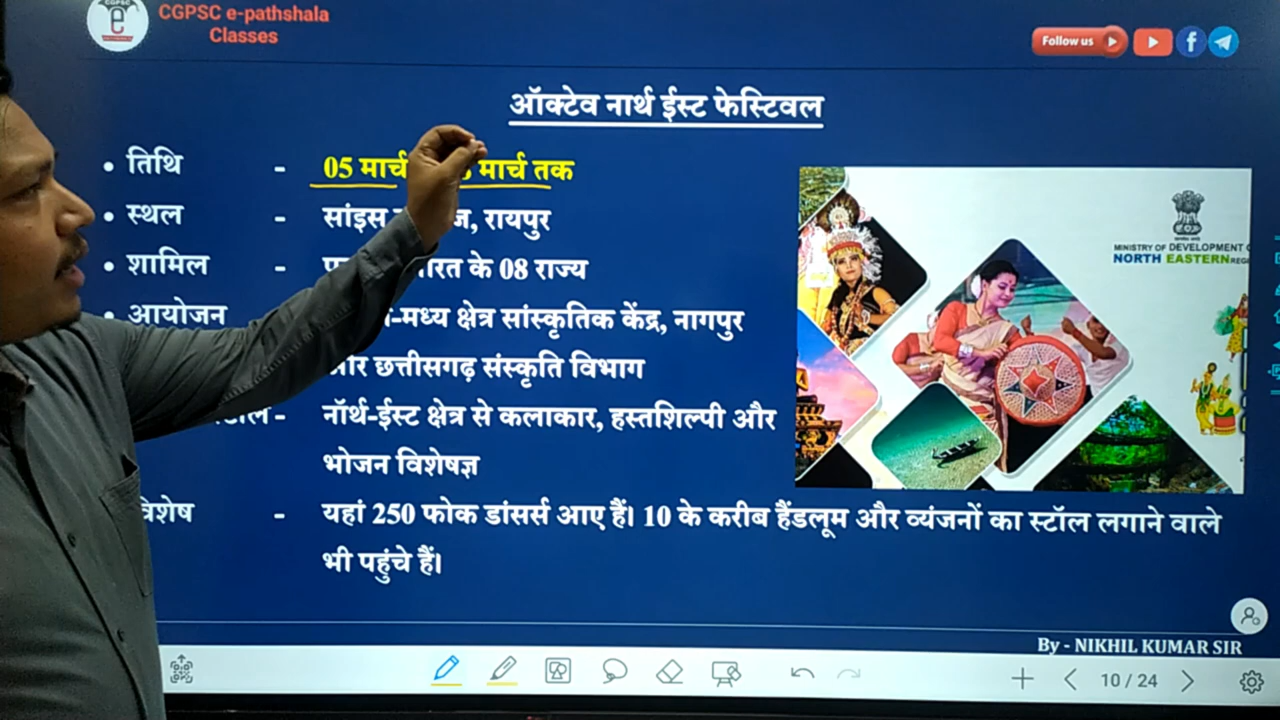 CGPSC
e
CGPSC e-pathshala
Classes
Follow us
ऑक्टेव नार्थ ईस्ट फेस्टिवल
• तिथि - 05 मार्च मार्च तक
• स्थल - सांइस रायपुर
• शामिल - के 08 राज्य
• आयोजन मध्य क्षेत्र सांस्कृतिक केंद्र, नागपुर
और छत्तीसगढ़ संस्कृति विभाग
- नॉर्थ-ईस्ट क्षेत्र से कलाकार, हस्तशिल्पी और
भोजन विशेषज्ञ
विशेष - यहां 250 फोक डांसर्स आए हैं। 10 के करीब हैंडलूम और व्यंजनों का स्टॉल लगाने वाले
भी पहुंचे हैं।
MINISTRY OF DEVELOPMENT
NORTH EASTERN
By - NIKHIL KUMAR SIR
10 / 24